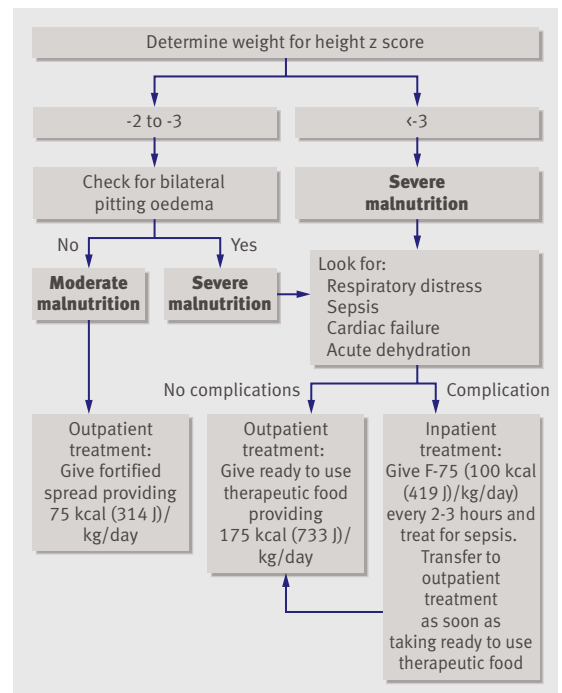 Determine weight for height z score
-2 to -3
<-3
Check for bilateral
pitting oedema
Severe
malnutrition
No
Yes
Moderate
malnutrition
Severe
malnutrition
Look for:
Respiratory distress
Sepsis
Cardiac failure
Acute dehydration
No complications
Complication
Outpatient
treatment:
Give fortified
spread providing
75 kcal (314 J)/
kg/day
Outpatient
treatment:
Give ready to use
therapeutic food
providing
175 kcal (733 J)/
kg/day
Inpatient
treatment:
Give F-75 (100 kcal
(419 J)/kg/day)
every 2-3 hours and
treat for sepsis.
Transfer to
outpatient
treatment
as soon as
taking ready to use
therapeutic food